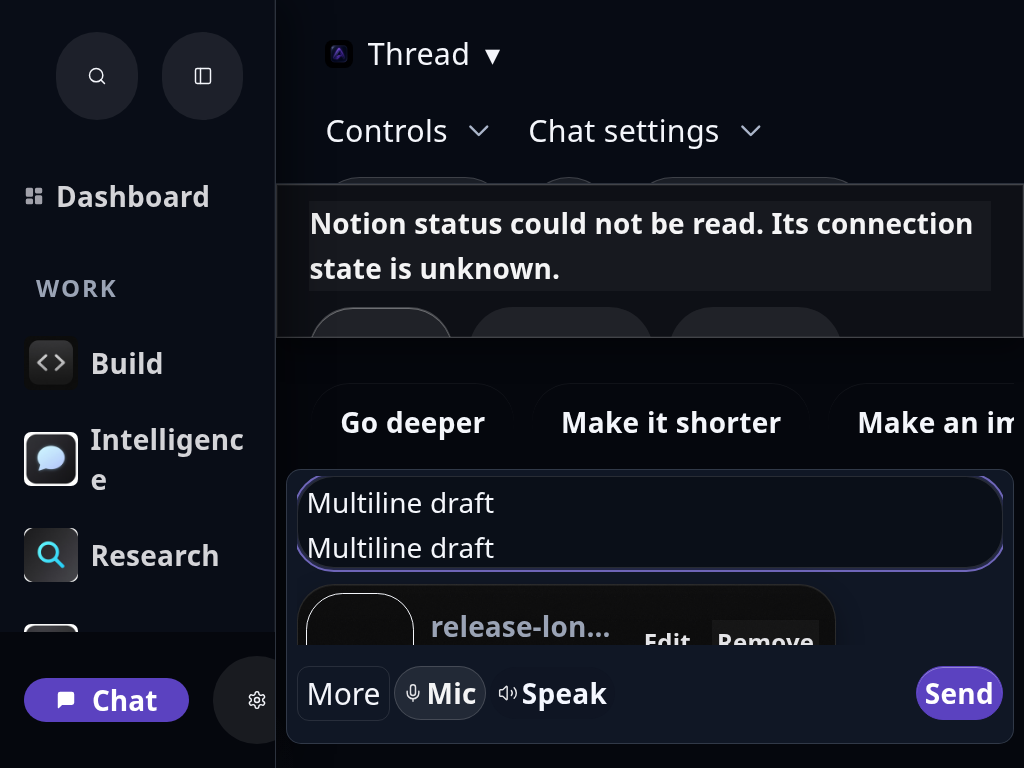 Thread ▾
Controls
Chat settings
Dashboard
Notion status could not be read. Its connection
state is unknown.
WORK
Build
Intelligenc
e
Research
Go deeper
Make it shorter
Make an im
Multiline draft
Multiline draft
release-lon...
Edit
Remove
Chat
More
Mic
Speak
Send